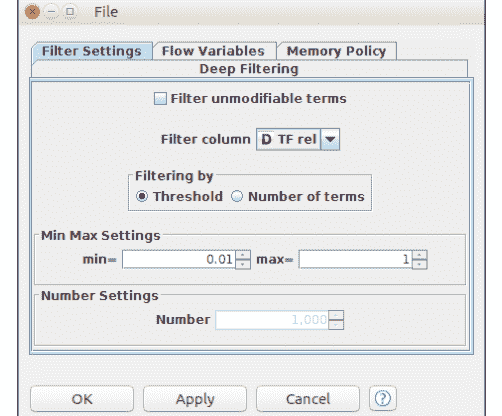 File
Filter Settings Flow Variables Memory Policy
Deep Filtering
Filter unmodifiable terms
Filter column D TF rel
Filtering by
Threshold Number of terms
Min Max Settings
min= 0.01 max= 1
Number Settings
Number 1,000
OK Apply Cancel ?